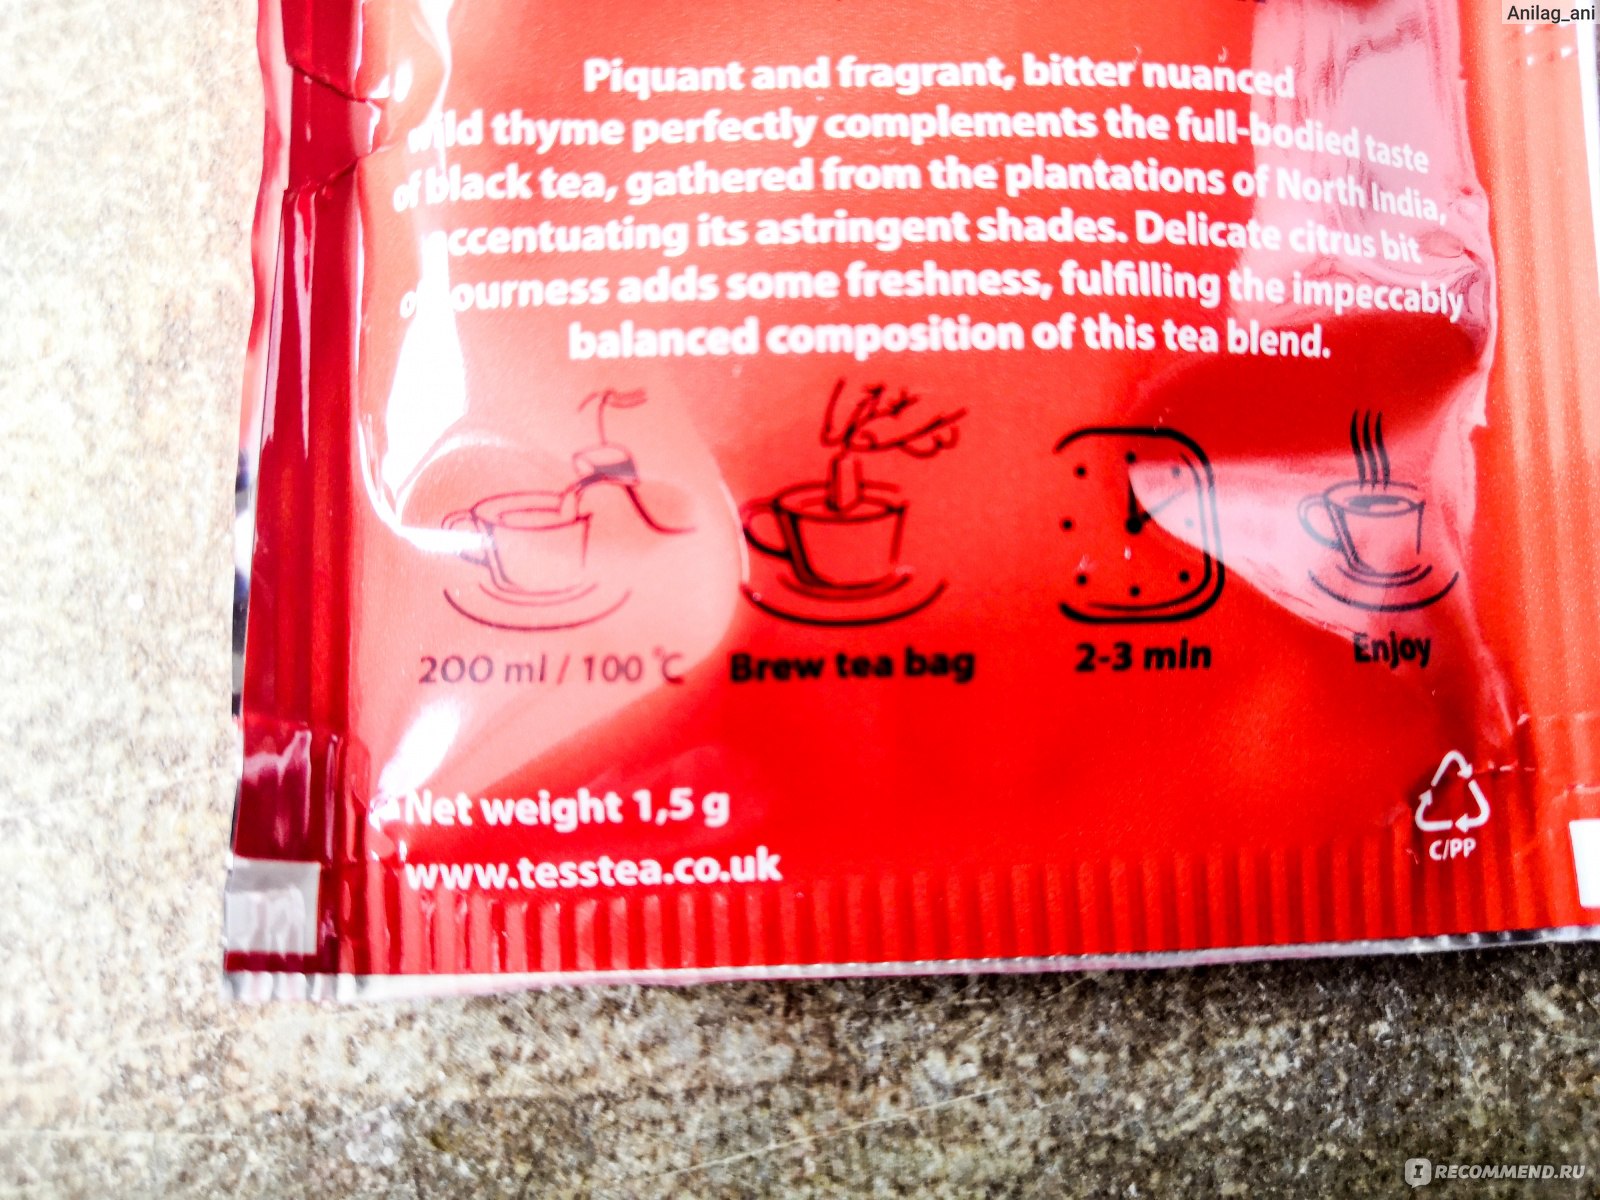 Anilag_ani
Piquant and fragrant, bitter nuanced
wild thyme perfectly complements the full-bodied taste
of black tea, gathered from the plantations of North India,
accentuating its astringent shades. Delicate citrus bit
of sourness adds some freshness, fulfilling the impeccably
balanced composition of this tea blend.
200 ml / 100 °C Brew tea bag 2-3 min Enjoy
Net weight 1,5 g
www.tesstea.co.uk
C/PP
IRECOMMEND.RU